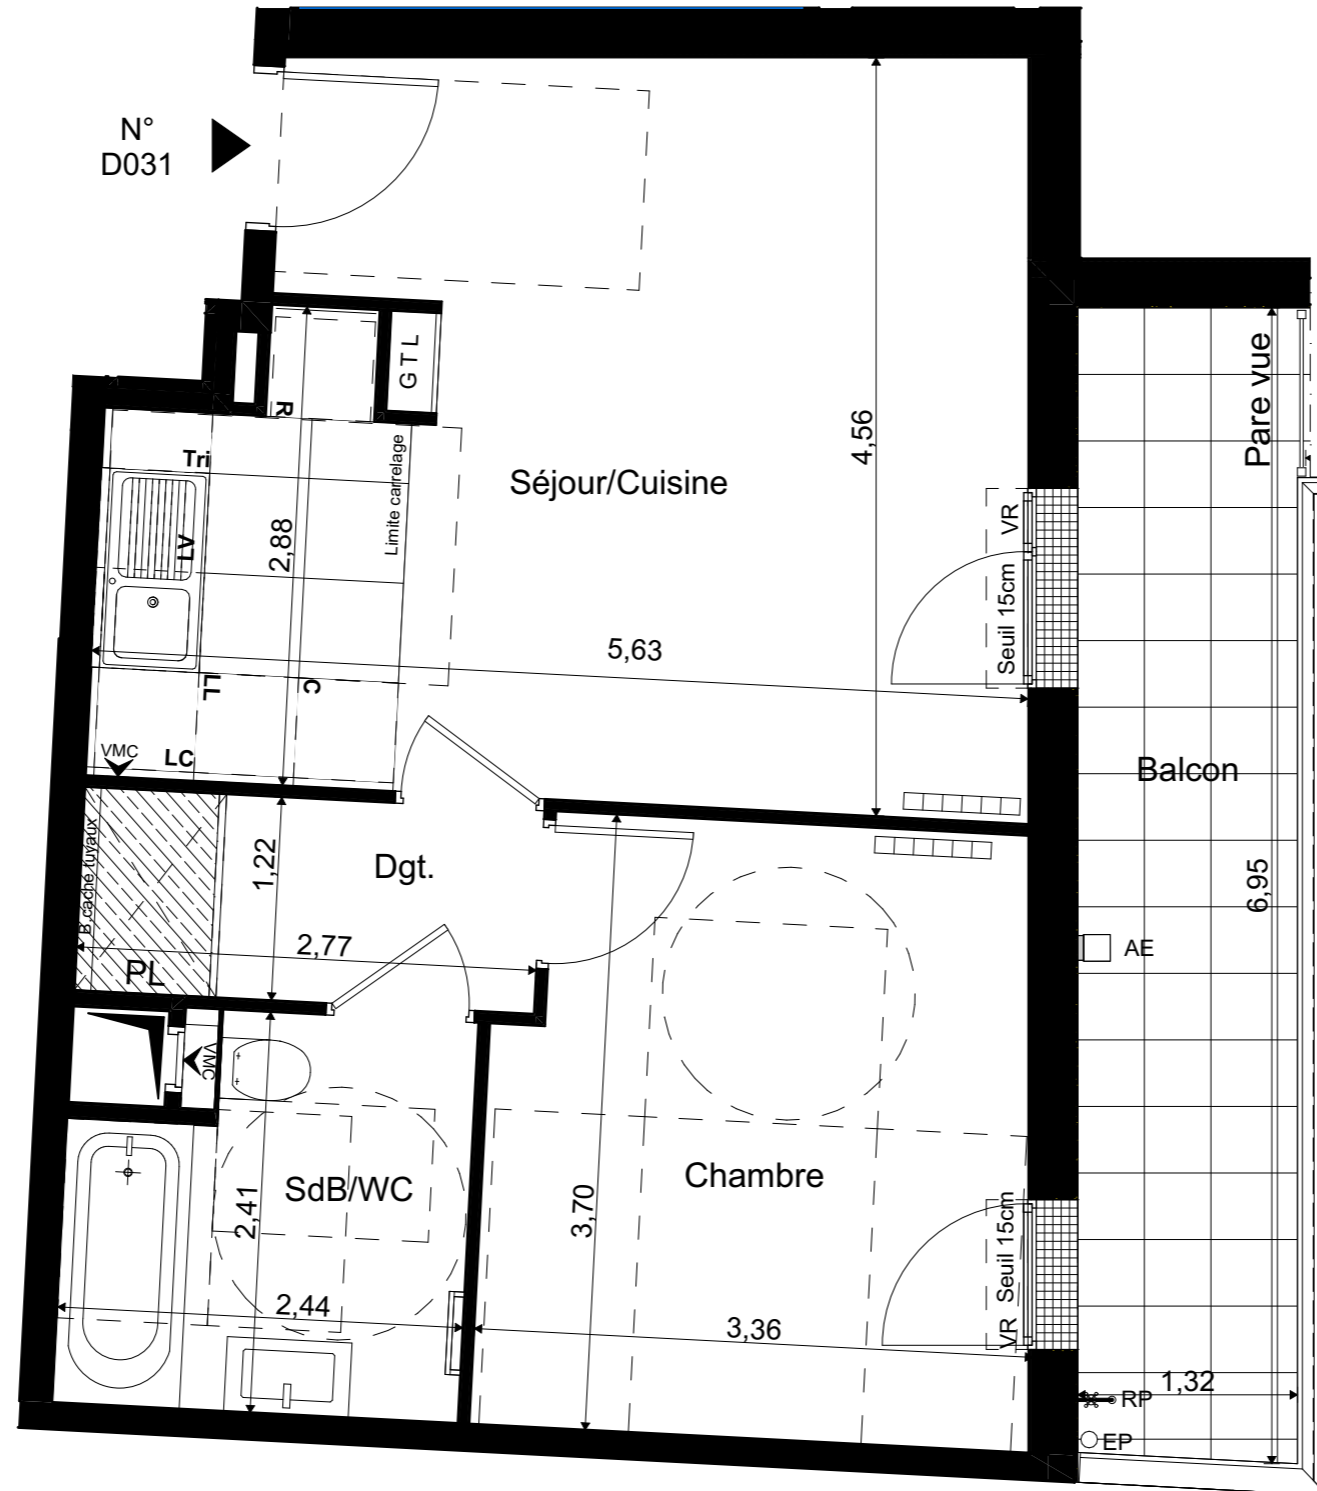 N°
D031
G T L
R
Tri
LV
2,88
Limite carrelage
Séjour/Cuisine
4,56
VR
Seuil 15cm
5,63
LL
C
VMC
LC
Pare vue
Balcon
6,95
AE
B.cache tuyaux
1,22
Dgt.
2,77
PL
VMC
SdB/WC
2,41
2,44
Chambre
3,70
3,36
Seuil 15cm
VR
1,32
RP
EP